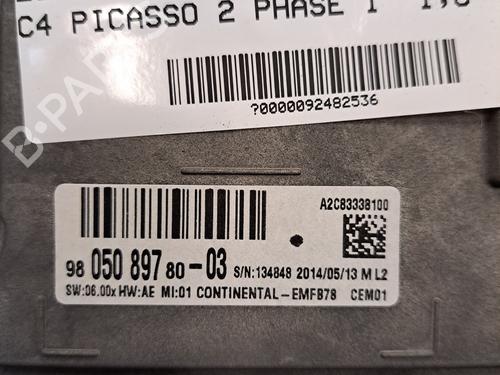 C4 PICASSO 2 PHASE 1
?0000092482536
B-PARTS
A2C83338100
98 050 897 80-03 S/N:134848 2014/05/13 M L2
SW:06.00x HW:AE MI:01 CONTINENTAL-EMFB78 CEM01